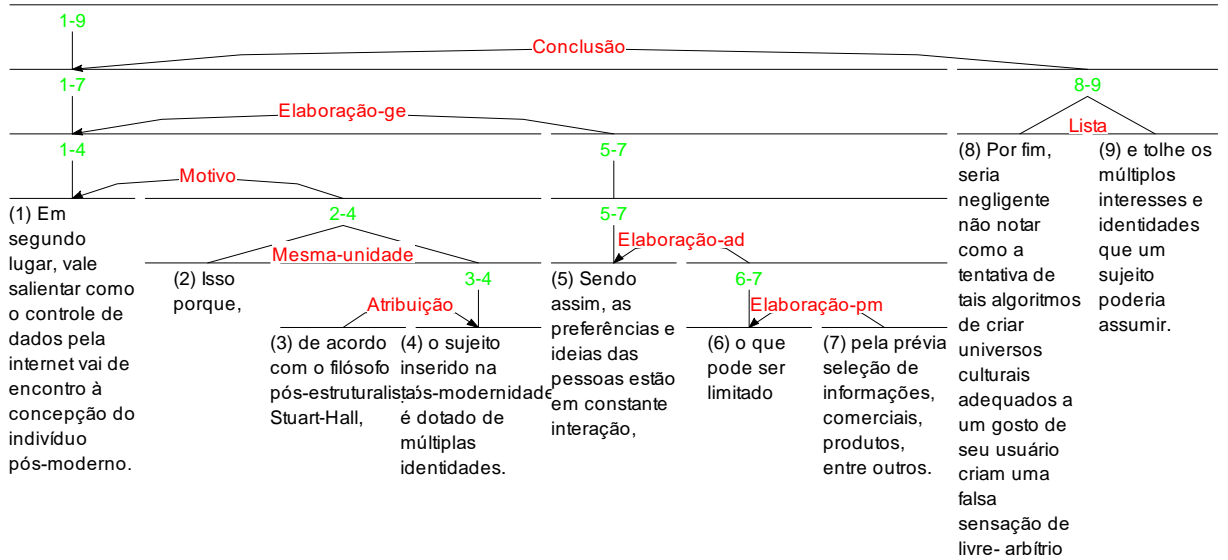 1-9
Conclusão
1-7
8-9
Elaboração-ge
Lista
1-4
5-7
Motivo
2-4
5-7
Mesma-unidade
Elaboração-ad
3-4
6-7
Atribuição
Elaboração-pm
(1) Em
segundo
lugar, vale
salientar como
o controle de
dados pela
internet vai de
encontro à
concepção do
indivíduo
pós-moderno.
(2) Isso
porque,
(3) de acordo
com o filósofo
pós-estruturalista
Stuart-Hall,
(4) o sujeito
inserido na
pós-modernidade
é dotado de
múltiplas
identidades.
(5) Sendo
assim, as
preferências e
ideias das
pessoas estão
em constante
interação,
(6) o que
pode ser
limitado
(7) pela prévia
seleção de
informações,
comerciais,
produtos,
entre outros.
(8) Por fim,
seria
negligente
não notar
como a
tentativa de
tais algoritmos
de criar
universos
culturais
adequados a
um gosto de
seu usuário
criam uma
falsa
sensação de
livre- arbítrio
(9) e tolhe os
múltiplos
interesses e
identidades
que um
sujeito
poderia
assumir.